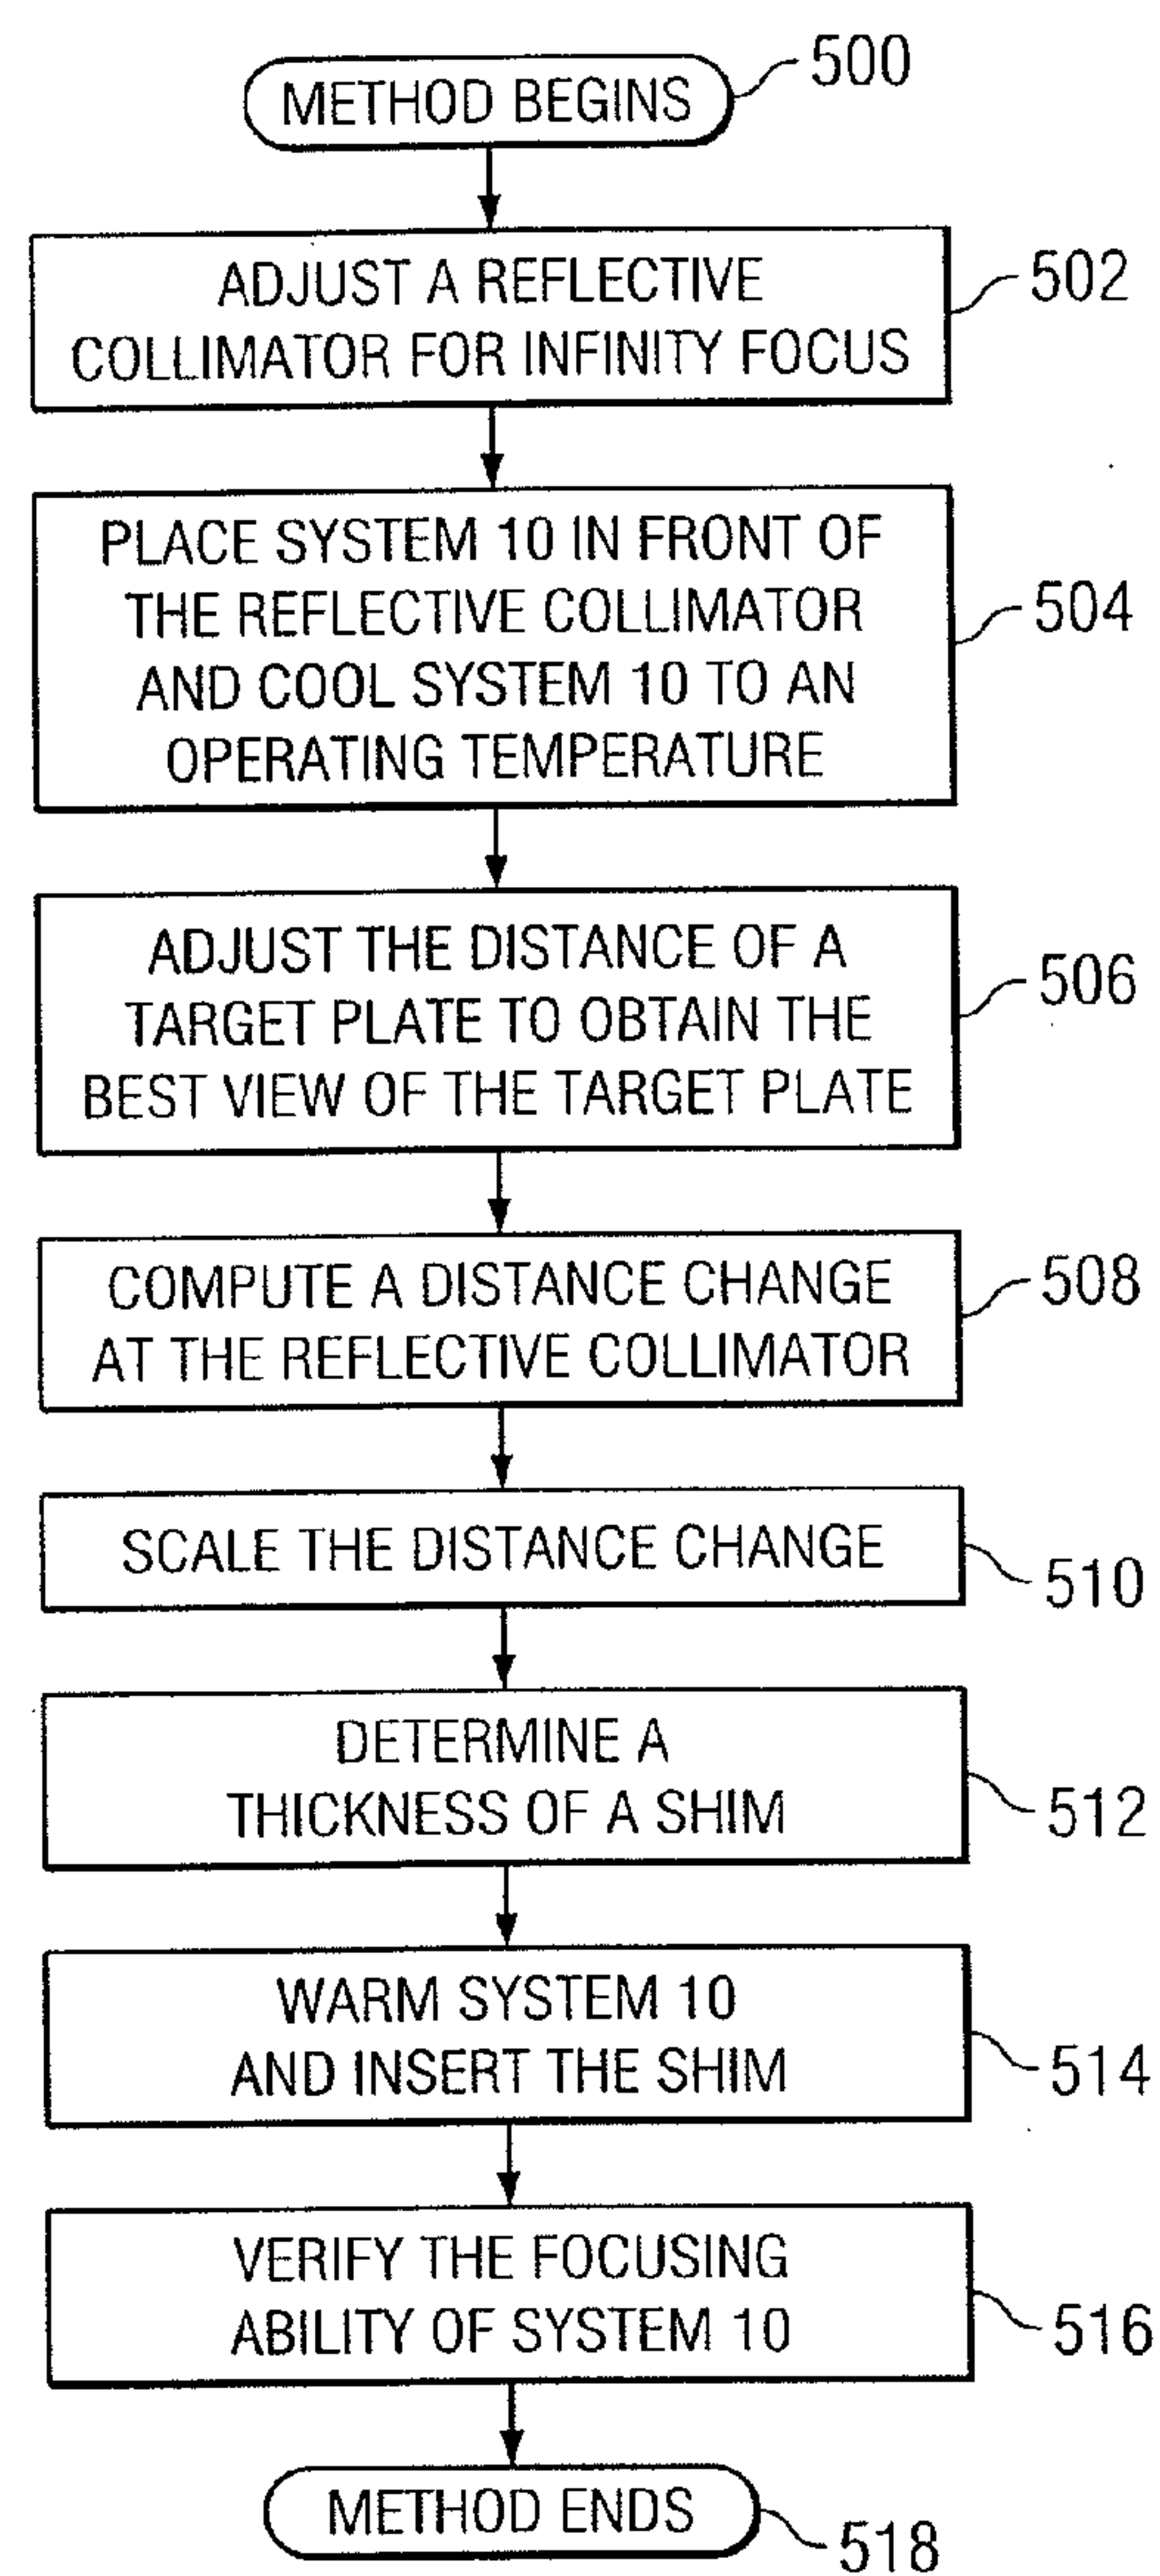 METHOD BEGINS
500
ADJUST A REFLECTIVE
COLLIMATOR FOR INFINITY FOCUS
502
PLACE SYSTEM 10 IN FRONT OF
THE REFLECTIVE COLLIMATOR
AND COOL SYSTEM 10 TO AN
OPERATING TEMPERATURE
504
ADJUST THE DISTANCE OF A
TARGET PLATE TO OBTAIN THE
BEST VIEW OF THE TARGET PLATE
506
COMPUTE A DISTANCE CHANGE
AT THE REFLECTIVE COLLIMATOR
508
SCALE THE DISTANCE CHANGE
510
DETERMINE A
THICKNESS OF A SHIM
512
WARM SYSTEM 10
AND INSERT THE SHIM
514
VERIFY THE FOCUSING
ABILITY OF SYSTEM 10
516
METHOD ENDS
518